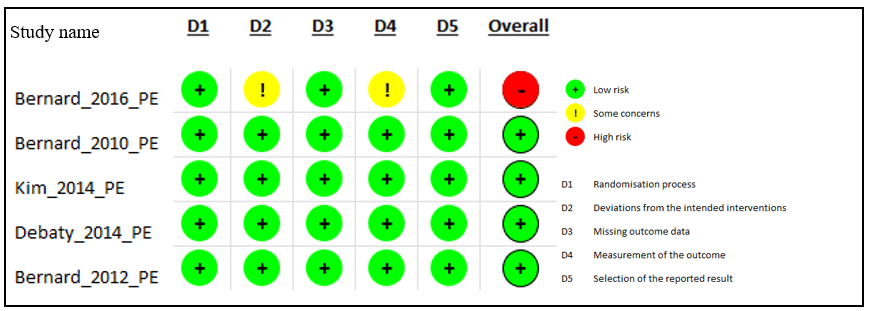 Study name D1 D2 D3 D4 D5 Overall
Bernard_2016_PE + ! + ! + -
Bernard_2010_PE + + + + + +
Kim_2014_PE + + + + + +
Debaty_2014_PE + + + + + +
Bernard_2012_PE + + + + + +
+ Low risk
! Some concerns
- High risk
D1 Randomisation process
D2 Deviations from the intended interventions
D3 Missing outcome data
D4 Measurement of the outcome
D5 Selection of the reported result